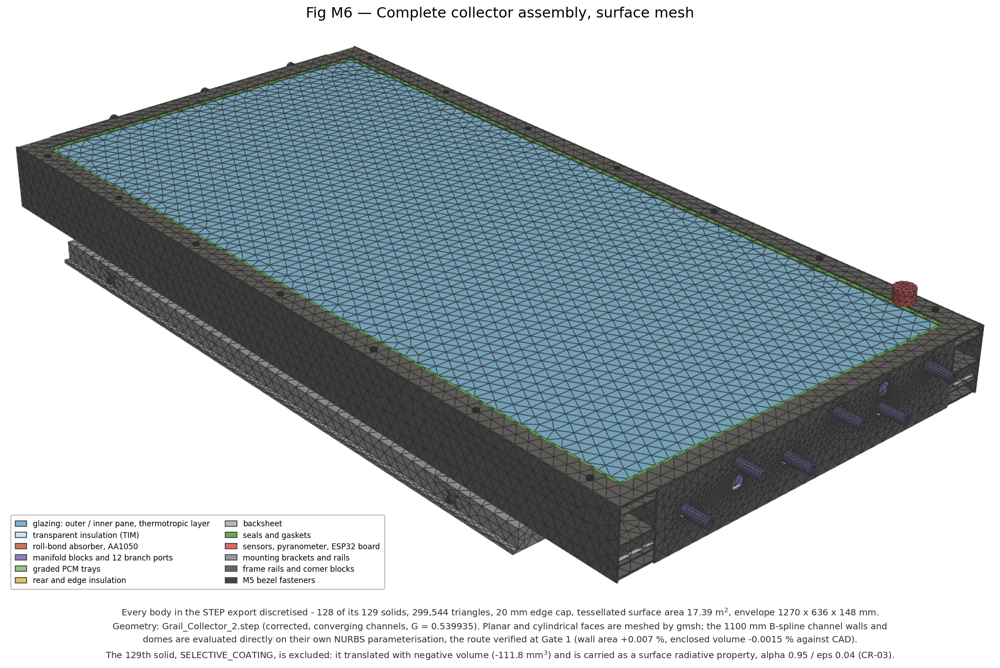 Fig M6 — Complete collector assembly, surface mesh
glazing: outer / inner pane, thermotropic layer
transparent insulation (TIM)
roll-bond absorber, AA1050
manifold blocks and 12 branch ports
graded PCM trays
rear and edge insulation
backsheet
seals and gaskets
sensors, pyranometer, ESP32 board
mounting brackets and rails
frame rails and corner blocks
M5 bezel fasteners
Every body in the STEP export discretised - 128 of its 129 solids, 299,544 triangles, 20 mm edge cap, tessellated surface area 17.39 m², envelope 1270 x 636 x 148 mm.
Geometry: Grail_Collector_2.step (corrected, converging channels, G = 0.539935). Planar and cylindrical faces are meshed by gmsh; the 1100 mm B-spline channel walls and
domes are evaluated directly on their own NURBS parameterisation, the route verified at Gate 1 (wall area +0.007 %, enclosed volume -0.0015 % against CAD).
The 129th solid, SELECTIVE_COATING, is excluded: it translated with negative volume (-111.8 mm³) and is carried as a surface radiative property, alpha 0.95 / eps 0.04 (CR-03).